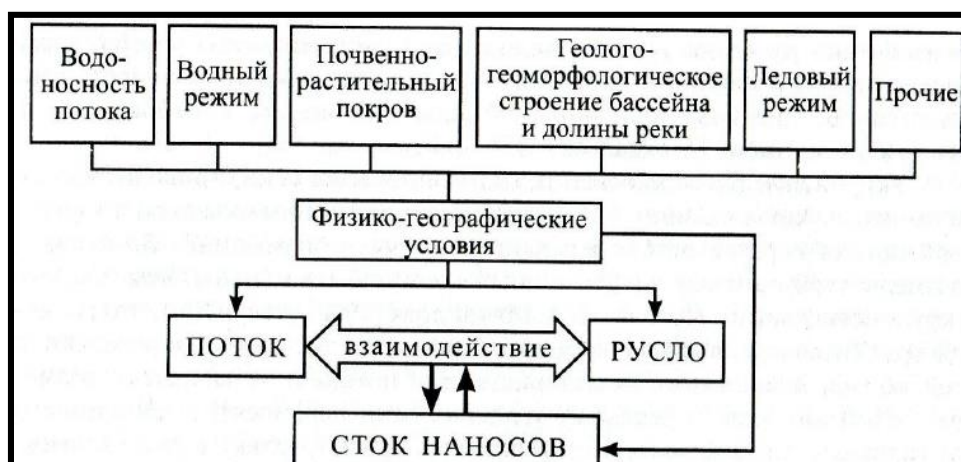 Водо-
носность
потока
Водный
режим
Почвенно-
растительный
покров
Геолого-
геоморфологическое
строение бассейна
и долины реки
Ледовый
режим
Прочие
Физико-географические
условия
ПОТОК
взаимодействие
РУСЛО
СТОК НАНОСОВ